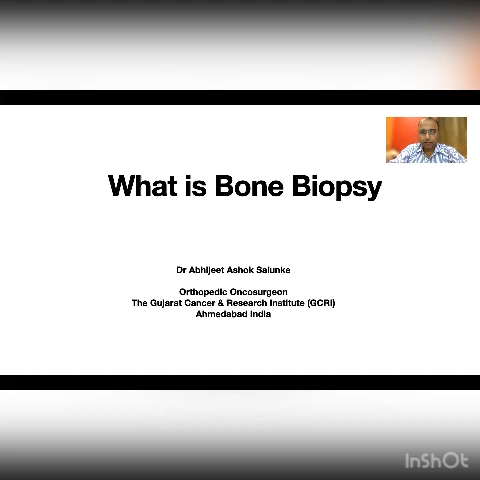 What is Bone Biopsy
Dr Abhijeet Ashok Salunke
Orthopedic Oncosurgeon
The Gujarat Cancer & Research Institute (GCRI)
Ahmedabad India
InShOt